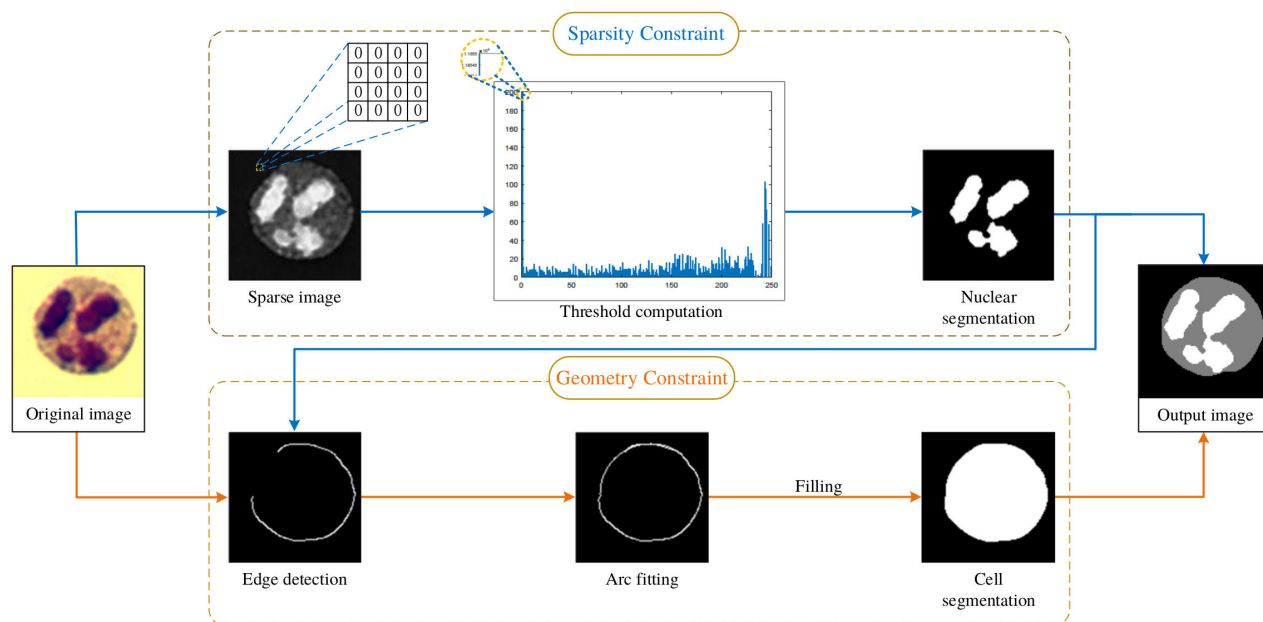 Sparsity Constraint
0 0 0 0
0 0 0 0
0 0 0 0
0 0 0 0
200
180
160
140
120
100
80
60
40
20
0
0 50 100 150 200 250
Sparse image
Threshold computation
Nuclear
segmentation
Original image
Geometry Constraint
Output image
Filling
Edge detection
Arc fitting
Cell
segmentation